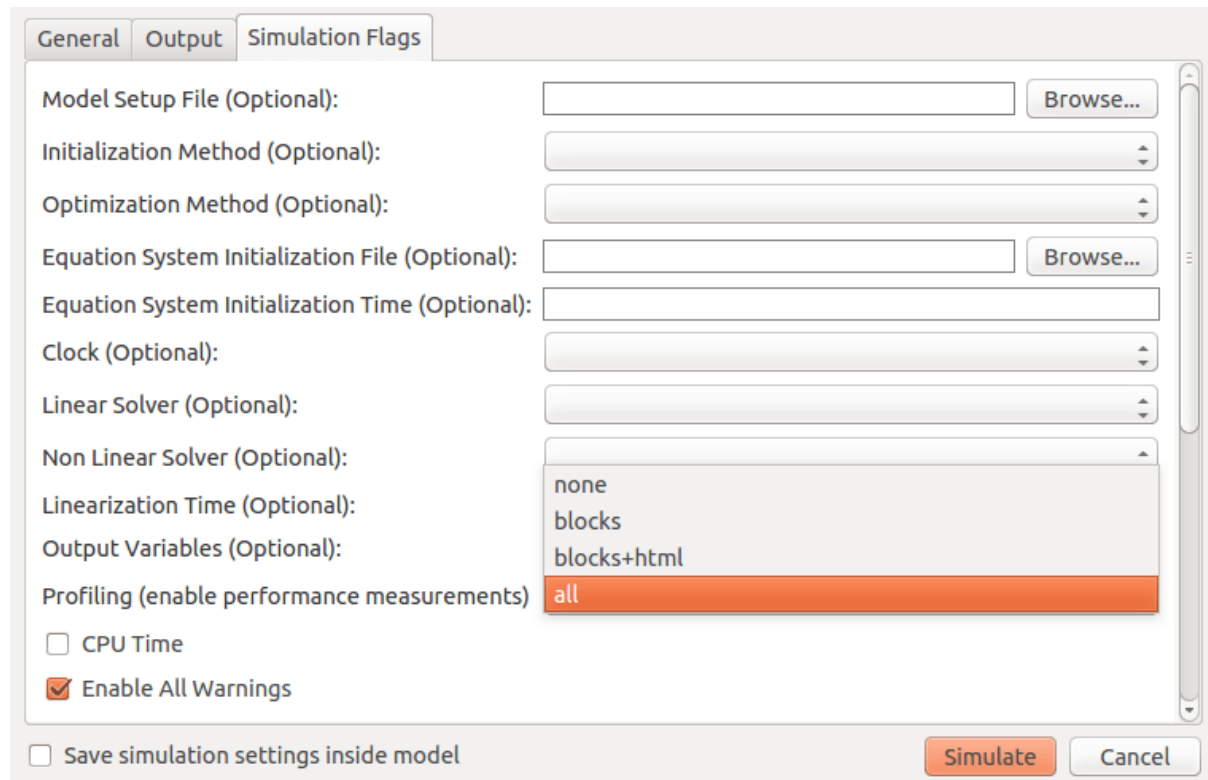 General Output Simulation Flags
Model Setup File (Optional): Browse...
Initialization Method (Optional):
Optimization Method (Optional):
Equation System Initialization File (Optional): Browse...
Equation System Initialization Time (Optional):
Clock (Optional):
Linear Solver (Optional):
Non Linear Solver (Optional):
none
Linearization Time (Optional):
blocks
Output Variables (Optional):
blocks+html
Profiling (enable performance measurements) all
CPU Time
Enable All Warnings
Save simulation settings inside model Simulate Cancel